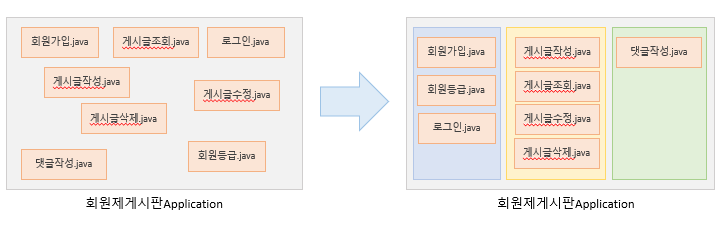 회원가입.java
게시글조회.java
로그인.java
게시글작성.java
게시글수정.java
게시글삭제.java
댓글작성.java
회원등급.java
회원제게시판Application
회원가입.java
회원등급.java
로그인.java
게시글작성.java
게시글조회.java
게시글수정.java
게시글삭제.java
댓글작성.java
회원제게시판Application